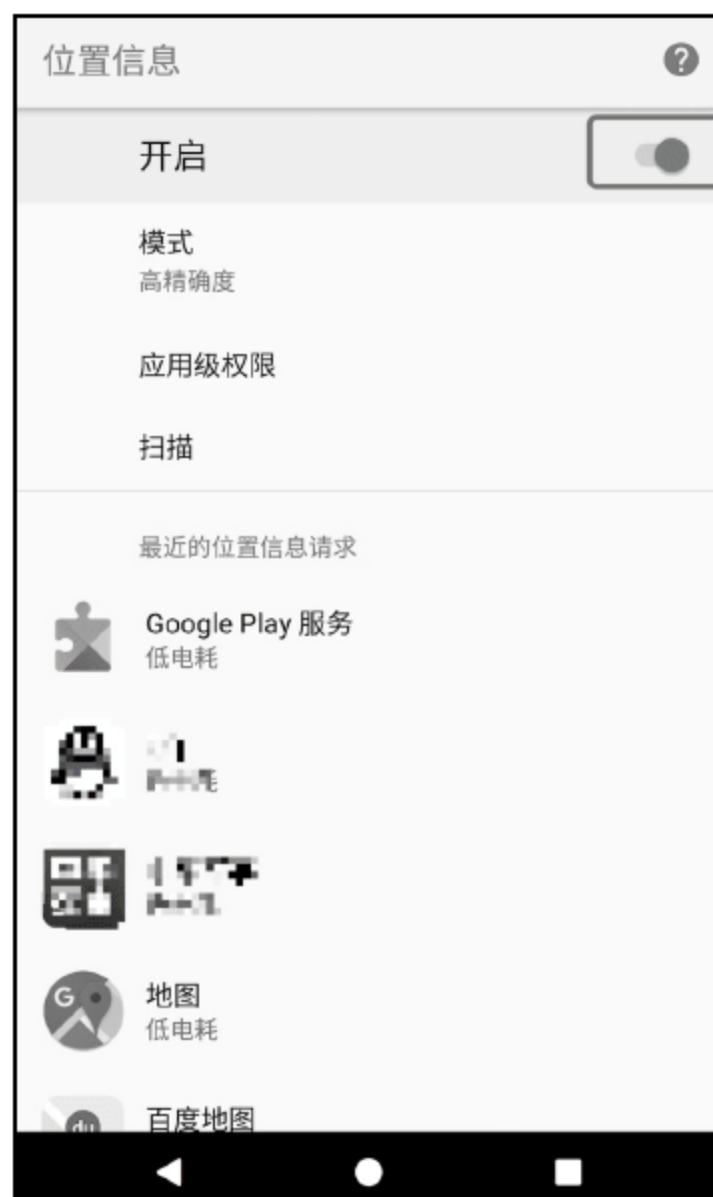 位置信息
开启
模式
高精确度
应用级权限
扫描
最近的位置信息请求
Google Play 服务
低电耗
地图
低电耗
百度地图